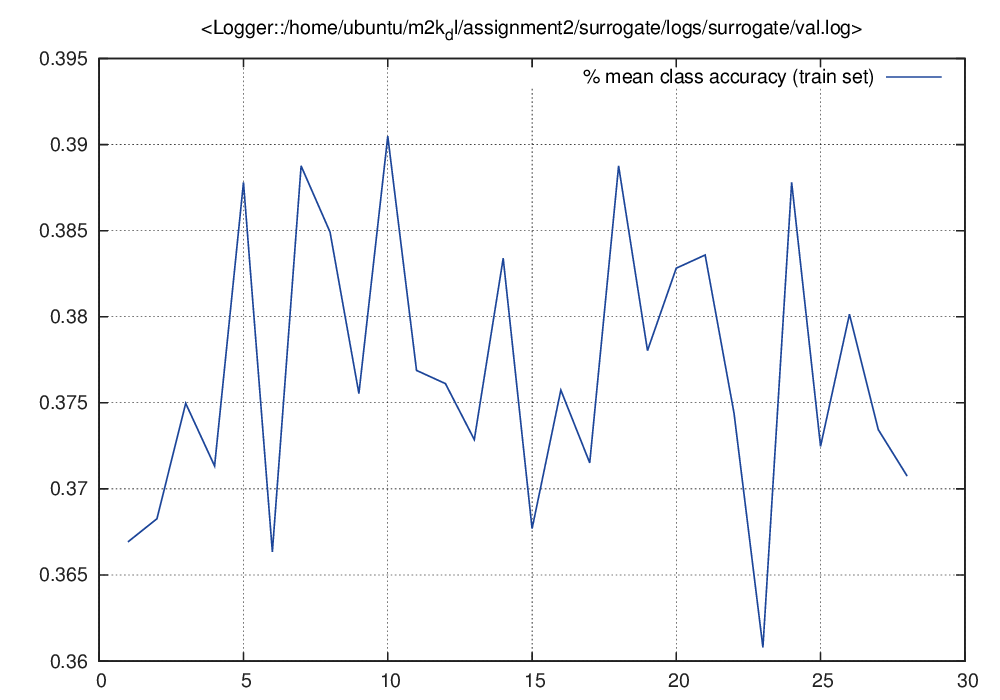 <Logger::/home/ubuntu/m2kdl/assignment2/surrogate/logs/surrogate/val.log>
% mean class accuracy (train set)
0.395
0.39
0.385
0.38
0.375
0.37
0.365
0.36
0 5 10 15 20 25 30